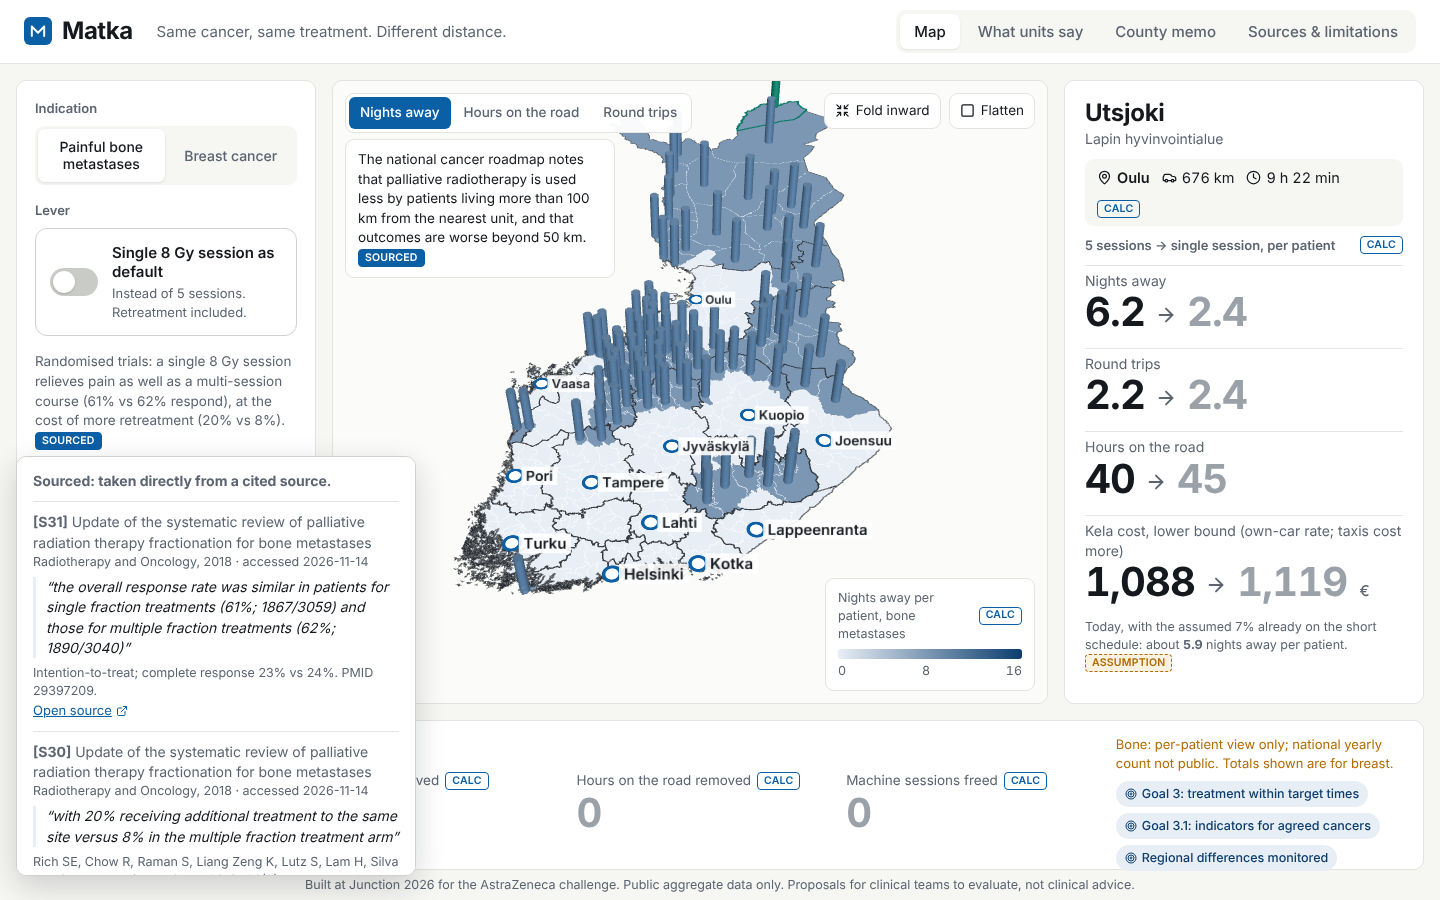 Matka
Same cancer, same treatment. Different distance.
Map
What units say
County memo
Sources & limitations
Indication
Painful bone
metastases
Breast cancer
Lever
Single 8 Gy session as
default
Instead of 5 sessions.
Retreatment included.
Randomised trials: a single 8 Gy session
relieves pain as well as a multi-session
course (61% vs 62% respond), at the
cost of more retreatment (20% vs 8%).
SOURCED
Sourced: taken directly from a cited source.
[S31] Update of the systematic review of palliative
radiation therapy fractionation for bone metastases
Radiotherapy and Oncology, 2018 · accessed 2026-11-14
“the overall response rate was similar in patients for
single fraction treatments (61%; 1867/3059) and
those for multiple fraction treatments (62%;
1890/3040)”
Intention-to-treat; complete response 23% vs 24%. PMID
29397209.
Open source
[S30] Update of the systematic review of palliative
radiation therapy fractionation for bone metastases
Radiotherapy and Oncology, 2018 · accessed 2026-11-14
“with 20% receiving additional treatment to the same
site versus 8% in the multiple fraction treatment arm”
Rich SE, Chow R, Raman S, Liang Zeng K, Lutz S, Lam H, Silva
Nights away
Hours on the road
Round trips
Fold inward
Flatten
The national cancer roadmap notes
that palliative radiotherapy is used
less by patients living more than 100
km from the nearest unit, and that
outcomes are worse beyond 50 km.
SOURCED
Oulu
Vaasa
Kuopio
Joensuu
Jyväskylä
Pori
Tampere
Lahti
Lappeenranta
Turku
Kotka
Helsinki
Nights away per
patient, bone
metastases
CALC
0 8 16
Utsjoki
Lapin hyvinvointialue
Oulu 676 km 9 h 22 min
CALC
5 sessions → single session, per patient CALC
Nights away
6.2 → 2.4
Round trips
2.2 → 2.4
Hours on the road
40 → 45
Kela cost, lower bound (own-car rate; taxis cost
more)
1,088 → 1,119 €
Today, with the assumed 7% already on the short
schedule: about 5.9 nights away per patient.
ASSUMPTION
ved CALC
Hours on the road removed CALC
0
Machine sessions freed CALC
0
Bone: per-patient view only; national yearly
count not public. Totals shown are for breast.
Goal 3: treatment within target times
Goal 3.1: indicators for agreed cancers
Regional differences monitored
Built at Junction 2026 for the AstraZeneca challenge. Public aggregate data only. Proposals for clinical teams to evaluate, not clinical advice.